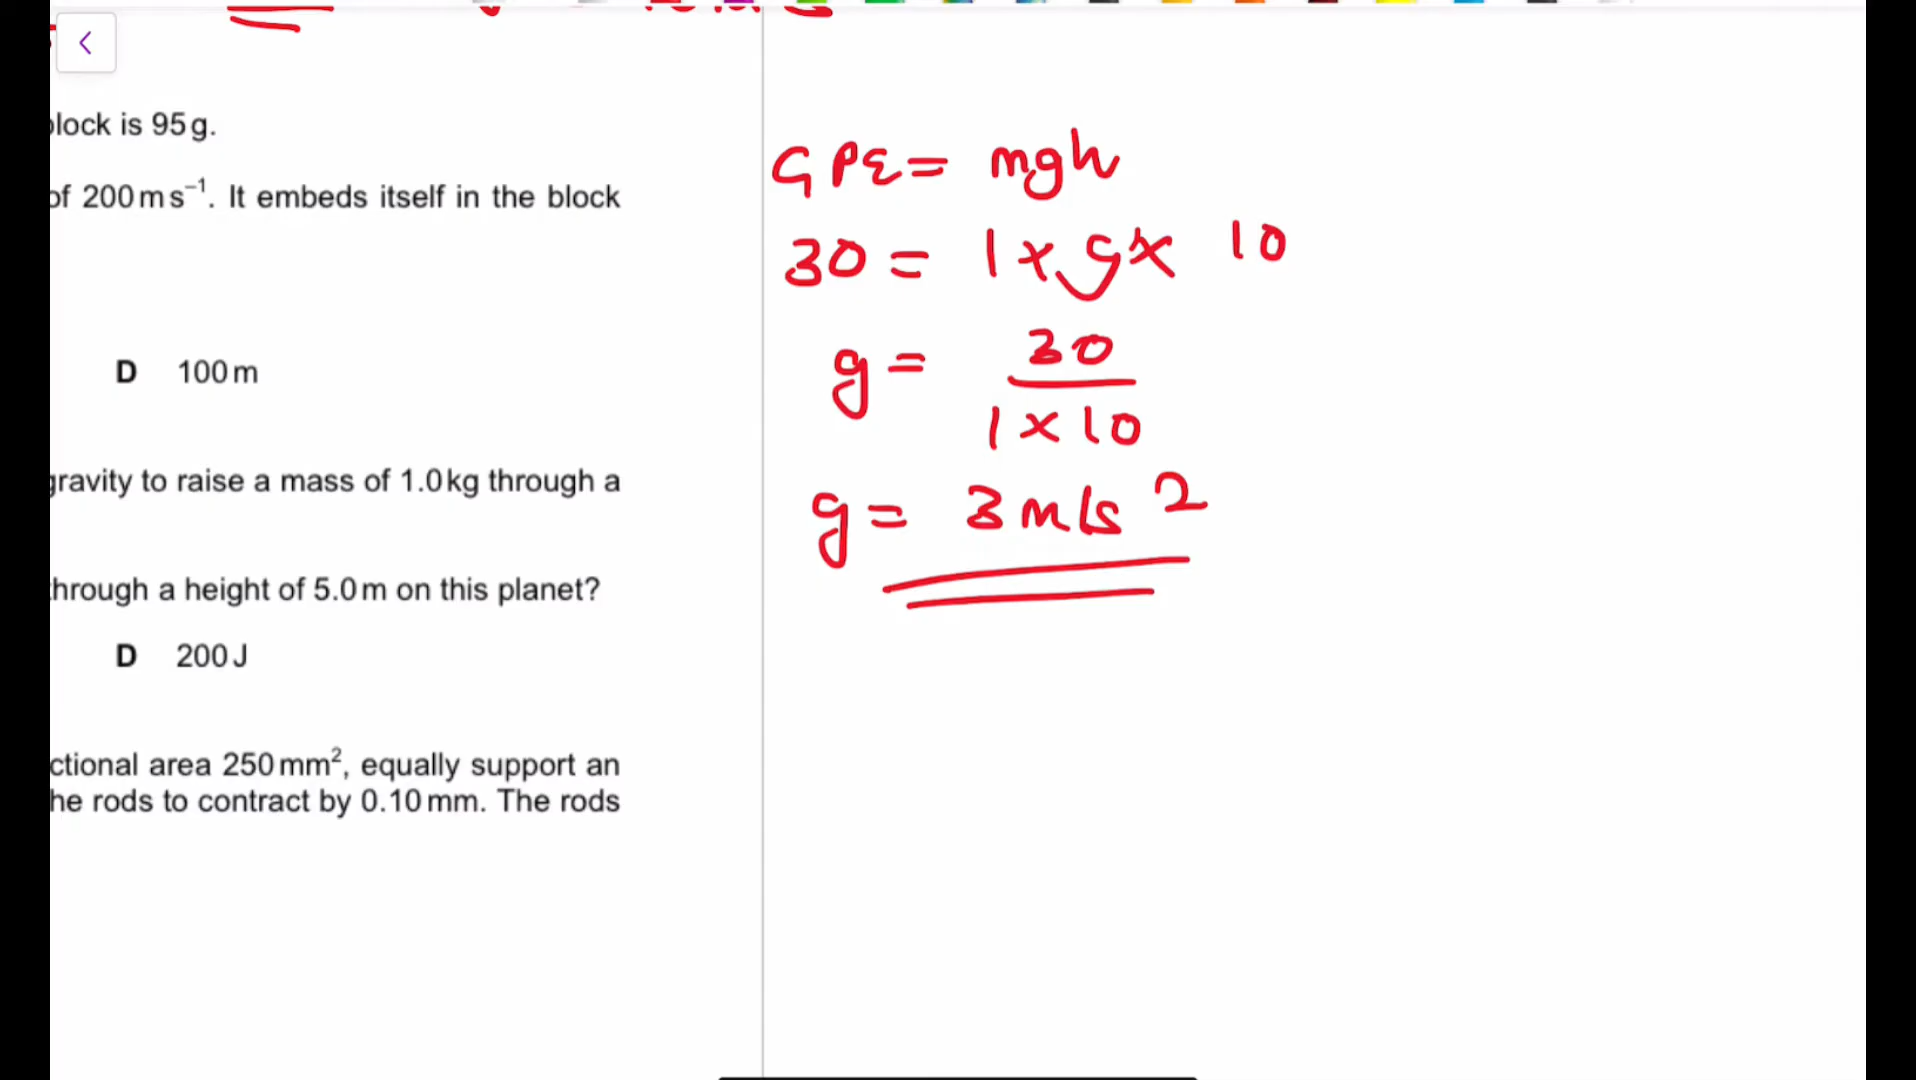 lock is 95 g.
of 200 m s⁻¹. It embeds itself in the block
D 100 m
gravity to raise a mass of 1.0 kg through a
hrough a height of 5.0 m on this planet?
D 200 J
ctional area 250 mm², equally support an
he rods to contract by 0.10 mm. The rods
GPE = mgh
30 = 1 x g x 10
g = 30
1 x 10
g = 3 m/s 2